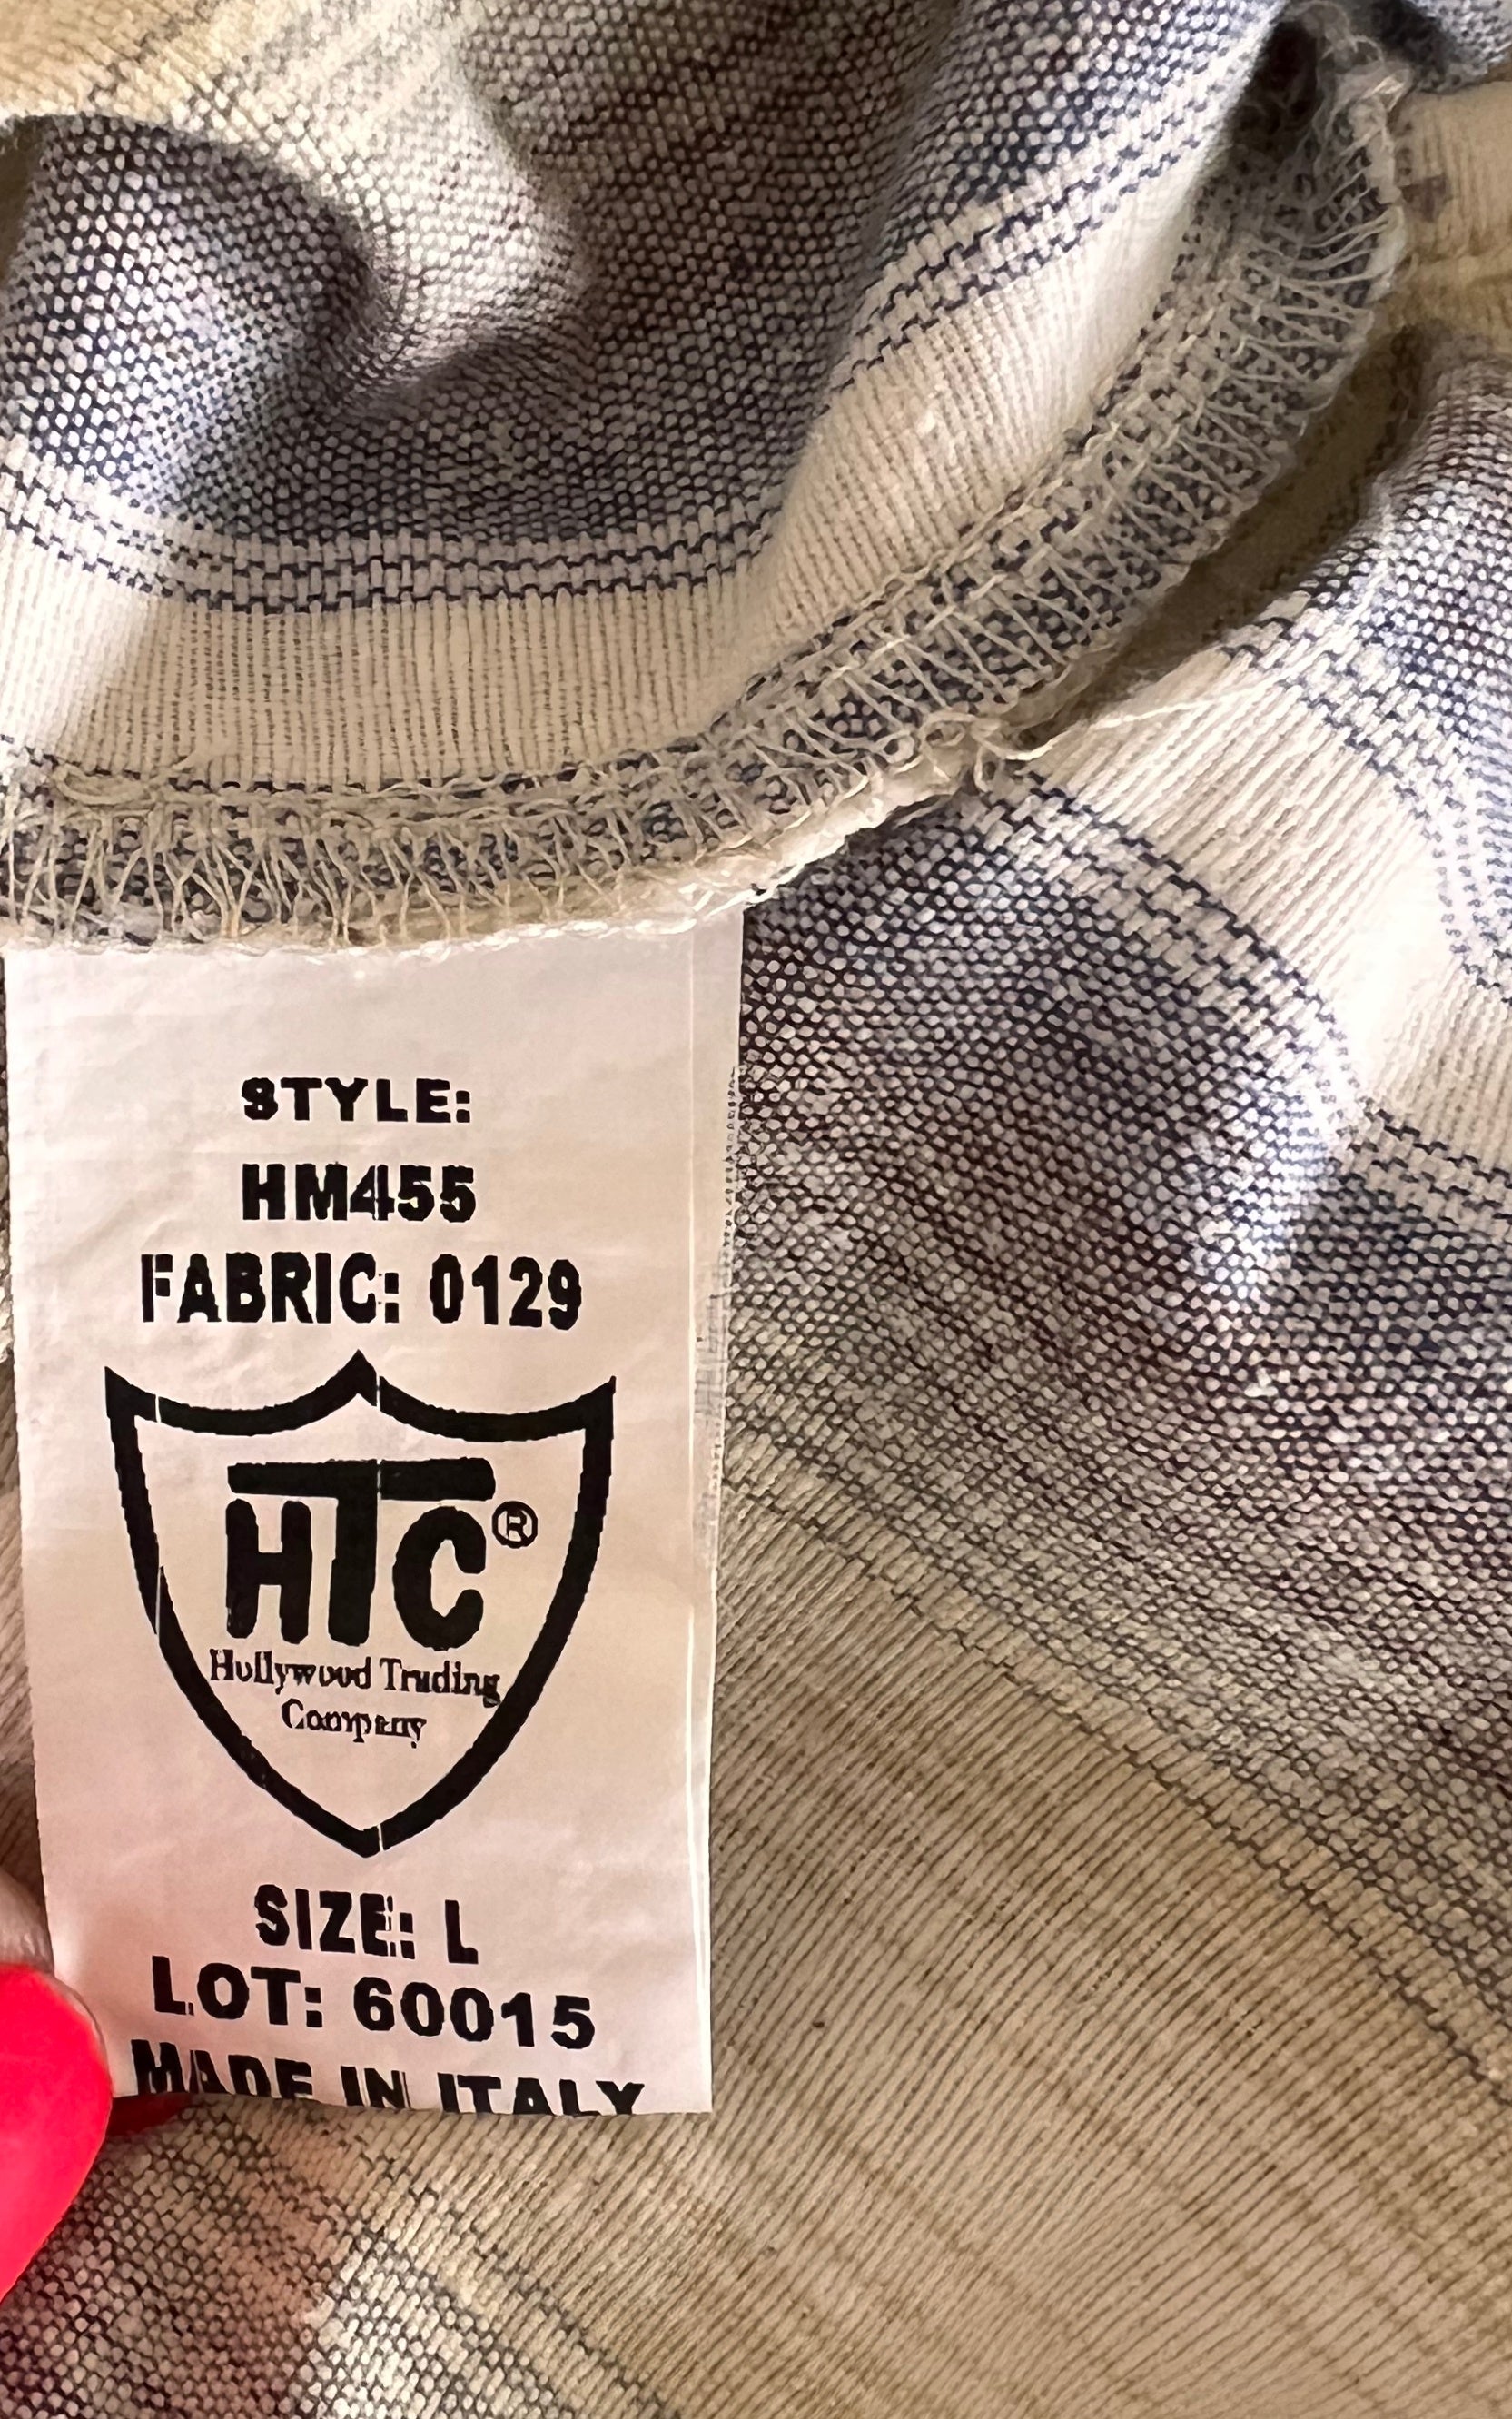 STYLE:
HM455
FABRIC: 0129
HTC®
Hollywood Trading
Company
SIZE: L
LOT: 60015
MADE IN ITALY